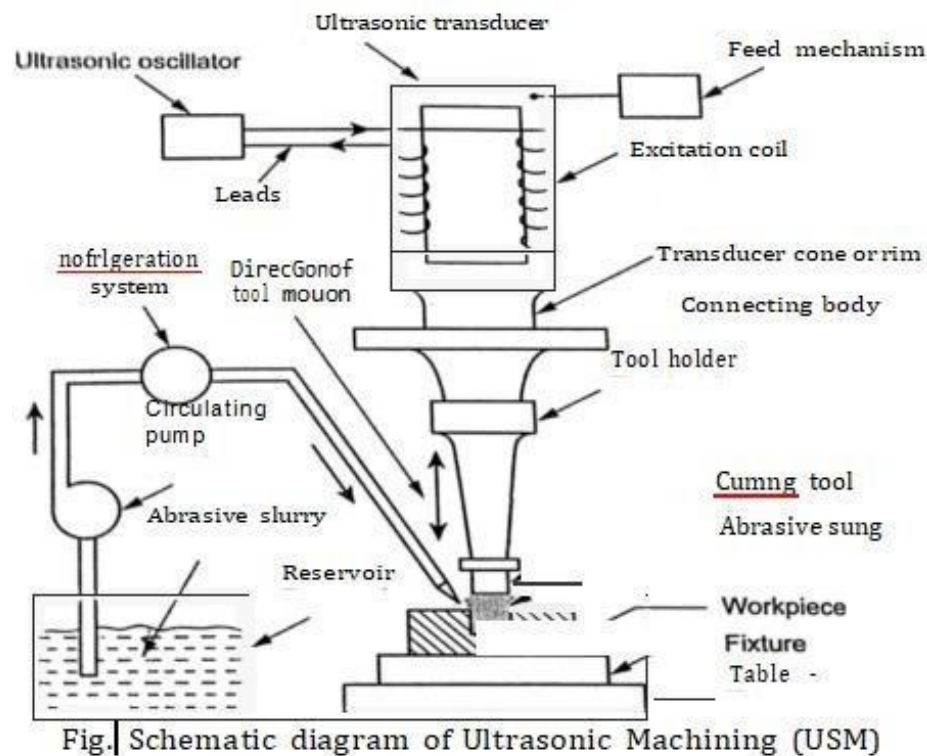 Ultrasonic transducer
Ultrasonic oscillator
Feed mechanism
Leads
Excitation coil
nofrlgeration
system
DirecGonof
tool mouon
Transducer cone or rim
Connecting body
Tool holder
Circulating
pump
Cumng tool
Abrasive slurry
Abrasive sung
Reservoir
Workpiece
Fixture
Table -
Fig. Schematic diagram of Ultrasonic Machining (USM)